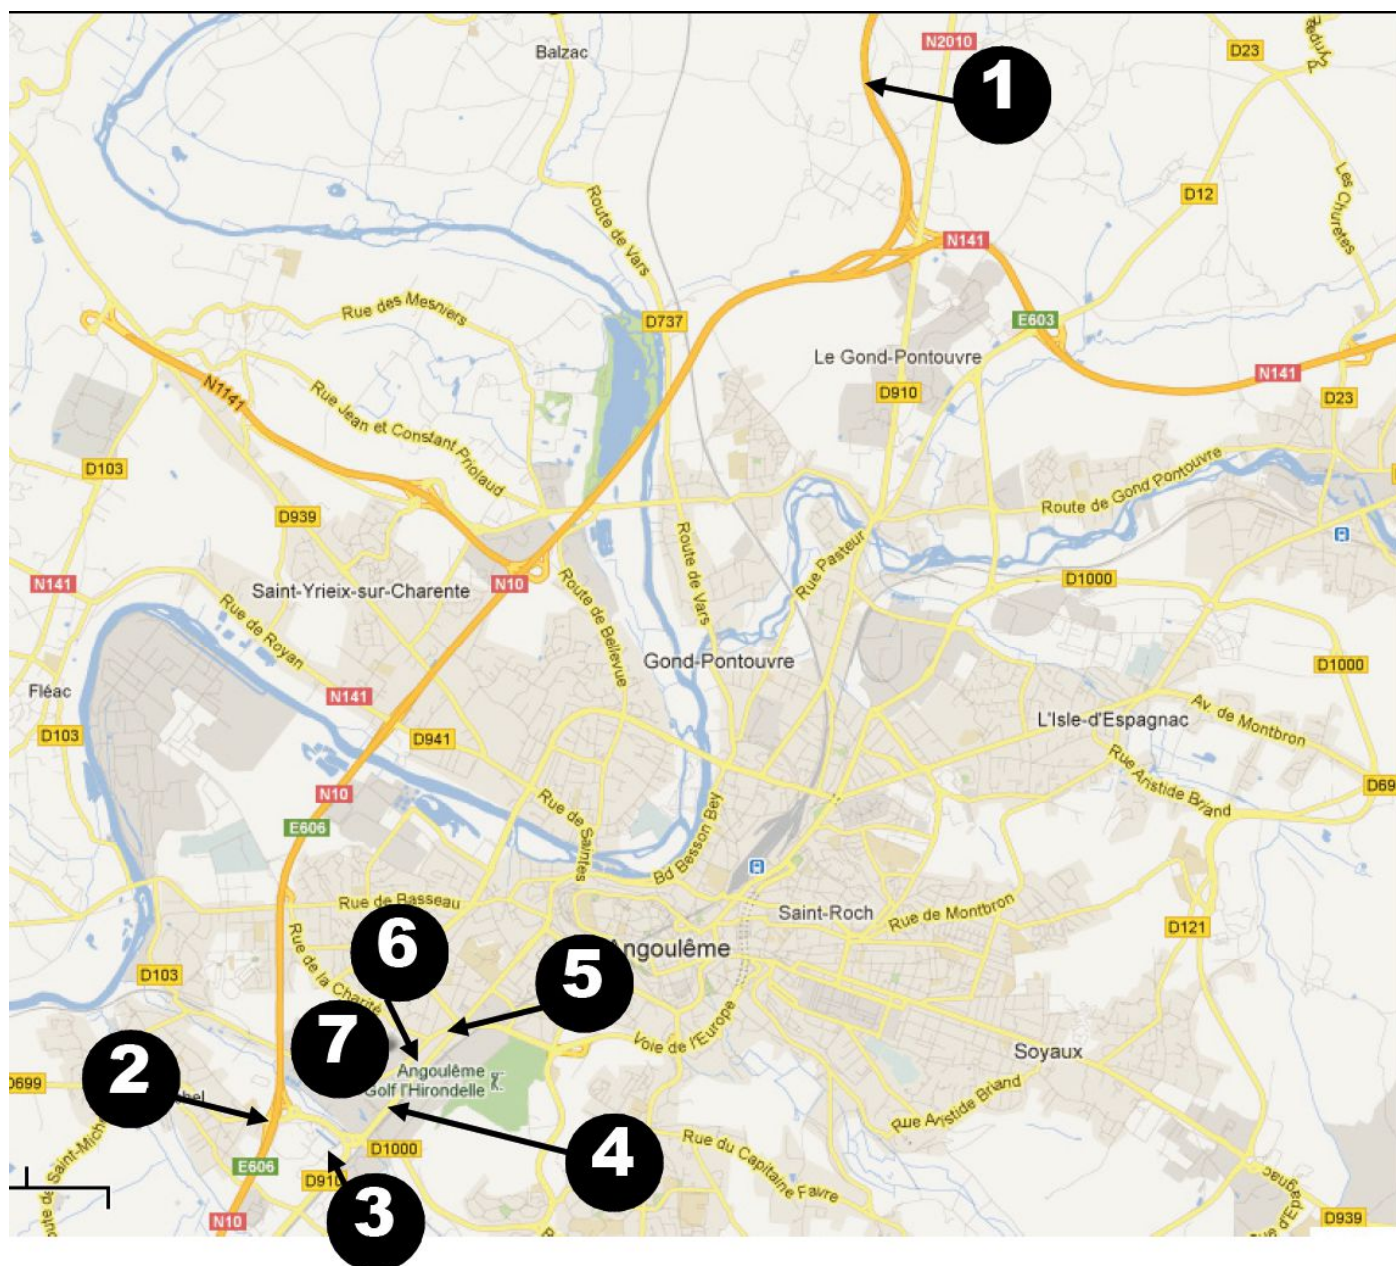 N2010
D23
Balzac
1
Les Churetes
D12
Route de Vars
N141
Rue des Mesniers
D737
E603
Le Gond-Pontouvre
N141
N1141
Rue Jean et Constant Priolaud
D910
D23
D103
Route de Gond Pontouvre
D939
Route de Vars
Rue Pasteur
D1000
N141
Saint-Yrieix-sur-Charente
N10
Rue de Royan
Route de Bellevue
Gond-Pontouvre
D1000
Fléac
N141
Av. de Montbron
L'Isle-d'Espagnac
D103
D941
Rue Aristide Briand
N10
Rue de Saintes
E606
Bd Besson Bey
Rue de Basseau
Saint-Roch
Rue de Montbron
6
D121
Rue de la Charité
5
D103
7
Voie de l'Europe
Soyaux
2
Angoulême
Golf l'Hirondelle
D699
Rue Aristide Briand
4
D1000
Rue du Capitaine Favre
E606
3
N10
D939